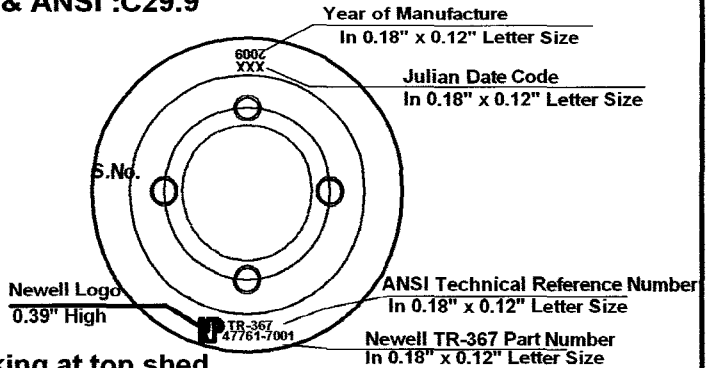 & ANSI :C29.9
Year of Manufacture
In 0.18" x 0.12" Letter Size
2009
XXX
Julian Date Code
In 0.18" x 0.12" Letter Size
S.No.
Newell Logo
0.39" High
ANSI Technical Reference Number
In 0.18" x 0.12" Letter Size
TR-367
47761-7001
Newell TR-367 Part Number
In 0.18" x 0.12" Letter Size
king at top shed